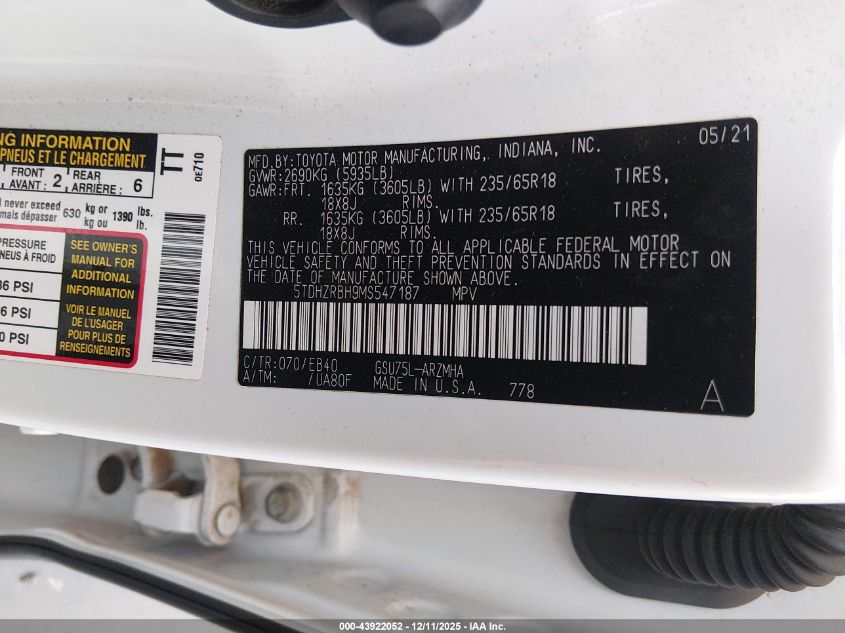 NG INFORMATION
PNEUS ET LE CHARGEMENT
FRONT 2 REAR 6
AVANT : ARRIÈRE :
never exceed 630 kg or 1390 lbs.
mais dépasser kg ou lb.
PRESSURE
NEUS À FROID
6 PSI
6 PSI
0 PSI
SEE OWNER'S
MANUAL FOR
ADDITIONAL
INFORMATION
VOIR LE MANUEL
DE L'USAGER
POUR PLUS DE
RENSEIGNEMENTS
TT
0E710
MFD.BY:TOYOTA MOTOR MANUFACTURING, INDIANA, INC. 05/21
GVWR:2690KG (5935LB)
GAWR:FRT. 1635KG (3605LB) WITH 235/65R18 TIRES,
18X8J RIMS.
RR. 1635KG (3605LB) WITH 235/65R18 TIRES,
18X8J RIMS.
THIS VEHICLE CONFORMS TO ALL APPLICABLE FEDERAL MOTOR
VEHICLE SAFETY AND THEFT PREVENTION STANDARDS IN EFFECT ON
THE DATE OF MANUFACTURE SHOWN ABOVE.
5TDHZRBH9MS547187 MPV
C/TR:070/EB40 GSU75L-ARZMHA
A/TM: /UA80F MADE IN U.S.A. 778
A
000-43922052 - 12/11/2025 - IAA Inc.